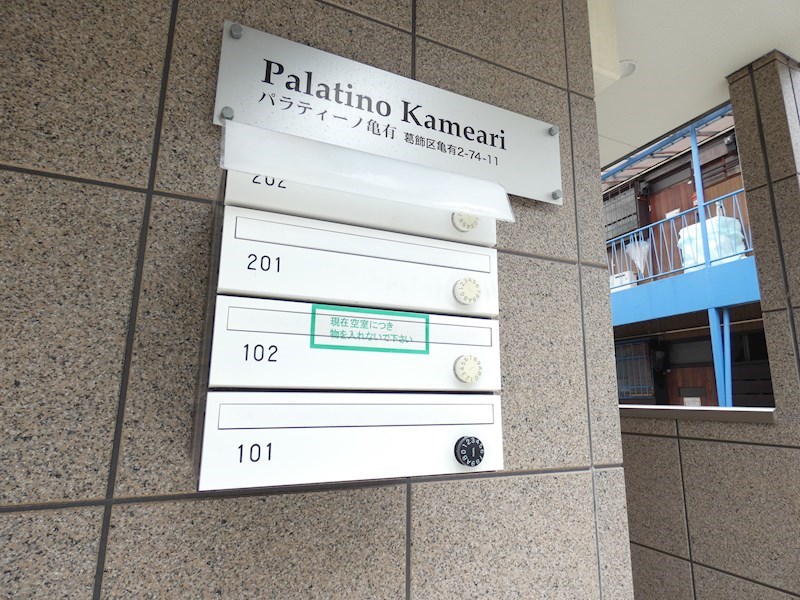 Palatino Kameari
パラティーノ亀有 葛飾区亀有2-74-11
202
201
現在空室につき
物を入れないで下さい
102
101